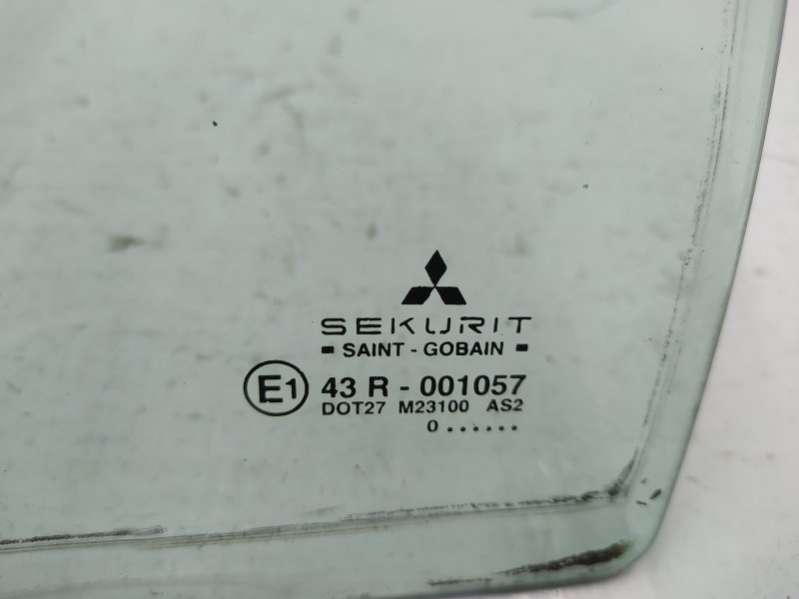 SEKURIT
SAINT - GOBAIN
E1 43 R - 001057
DOT27 M23100 AS2
0 ......